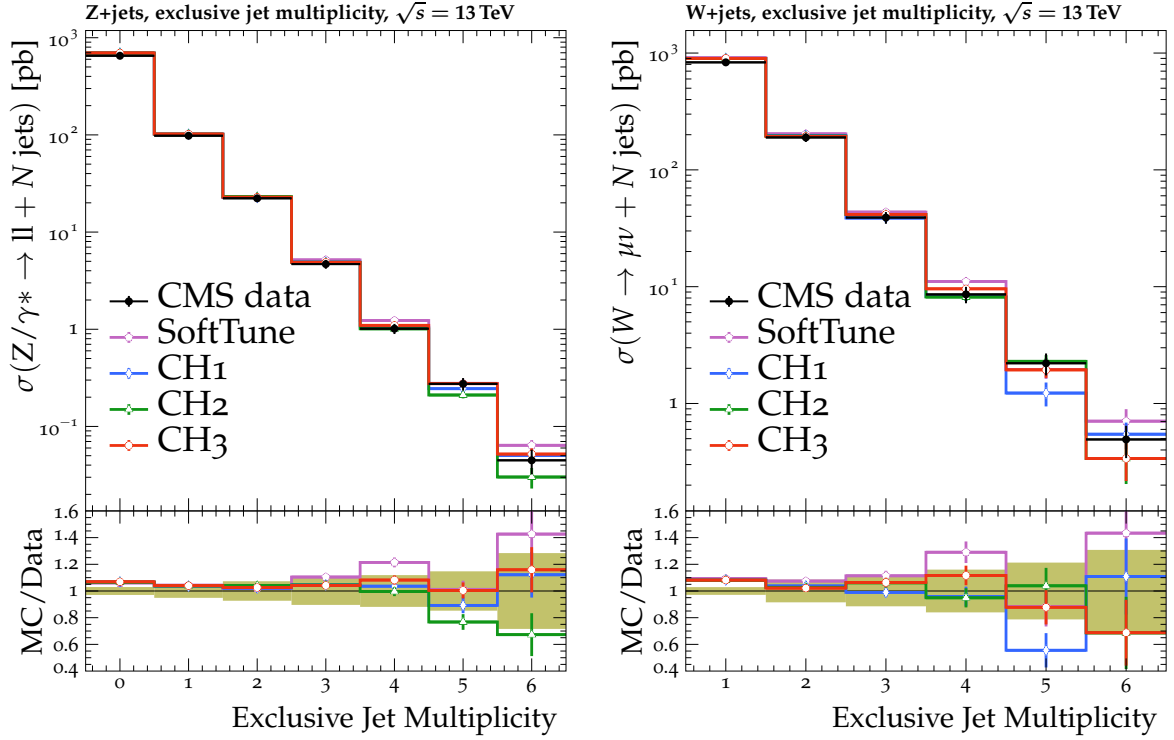 Z+jets, exclusive jet multiplicity, √s = 13 TeV
σ(Z/γ* → ll + N jets) [pb]
10³
10²
10¹
1
10⁻¹
CMS data
SoftTune
CH1
CH2
CH3
MC/Data
1.6
1.4
1.2
1
0.8
0.6
0.4
0 1 2 3 4 5 6
Exclusive Jet Multiplicity
W+jets, exclusive jet multiplicity, √s = 13 TeV
σ(W → μν + N jets) [pb]
10³
10²
10¹
1
CMS data
SoftTune
CH1
CH2
CH3
MC/Data
1.6
1.4
1.2
1
0.8
0.6
0.4
1 2 3 4 5 6
Exclusive Jet Multiplicity